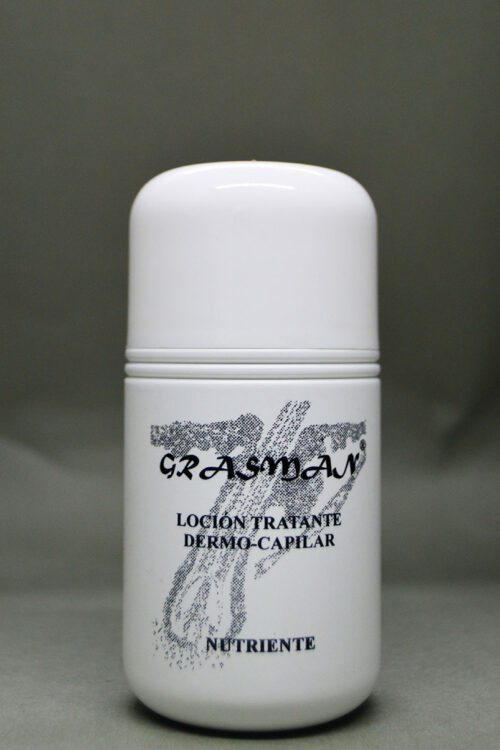 GRASMAN®
LOCIÓN TRATANTE
DERMO-CAPILAR
NUTRIENTE